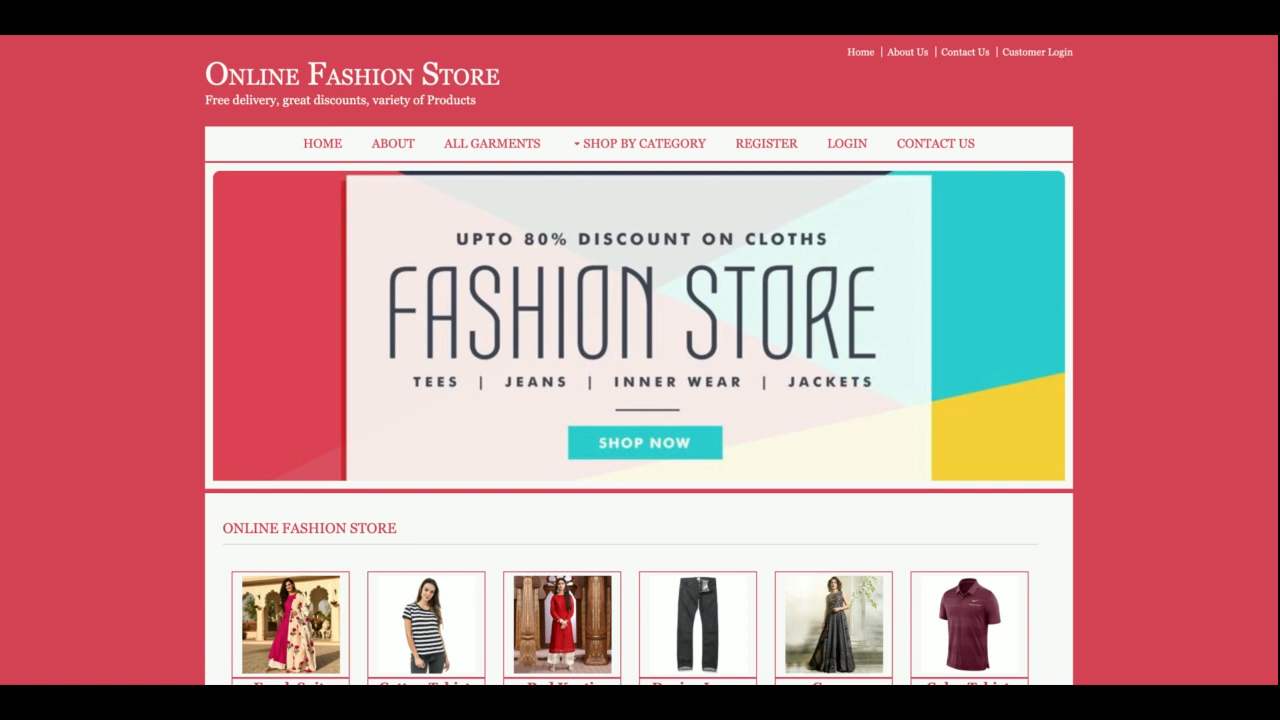 Home | About Us | Contact Us | Customer Login
ONLINE FASHION STORE
Free delivery, great discounts, variety of Products
HOME ABOUT ALL GARMENTS SHOP BY CATEGORY REGISTER LOGIN CONTACT US
UPTO 80% DISCOUNT ON CLOTHS
FASHION STORE
TEES | JEANS | INNER WEAR | JACKETS
SHOP NOW
ONLINE FASHION STORE